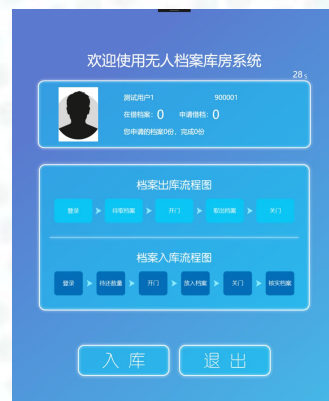 欢迎使用无人档案库房系统
28 s
测试用户1 900001
在借档案: 0 申请借档: 0
您申请的档案0份, 完成0份
档案出库流程图
登录 待取档案 开门 取出档案 关门
档案入库流程图
登录 待还数量 开门 放入档案 关门 核实档案
入库 退出